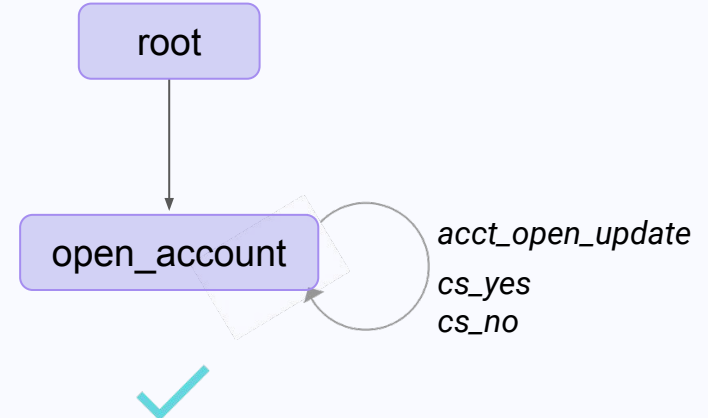 root
open_account
acct_open_update
cs_yes
cs_no